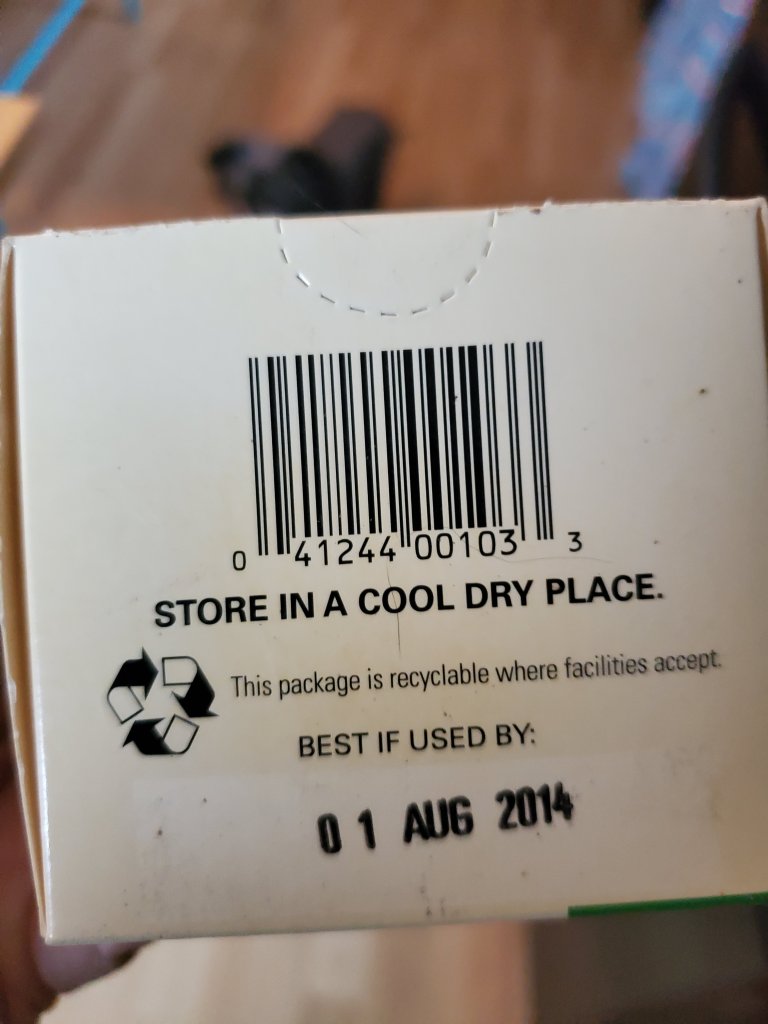 0 41244 00103 3
STORE IN A COOL DRY PLACE.
This package is recyclable where facilities accept.
BEST IF USED BY:
01 AUG 2014